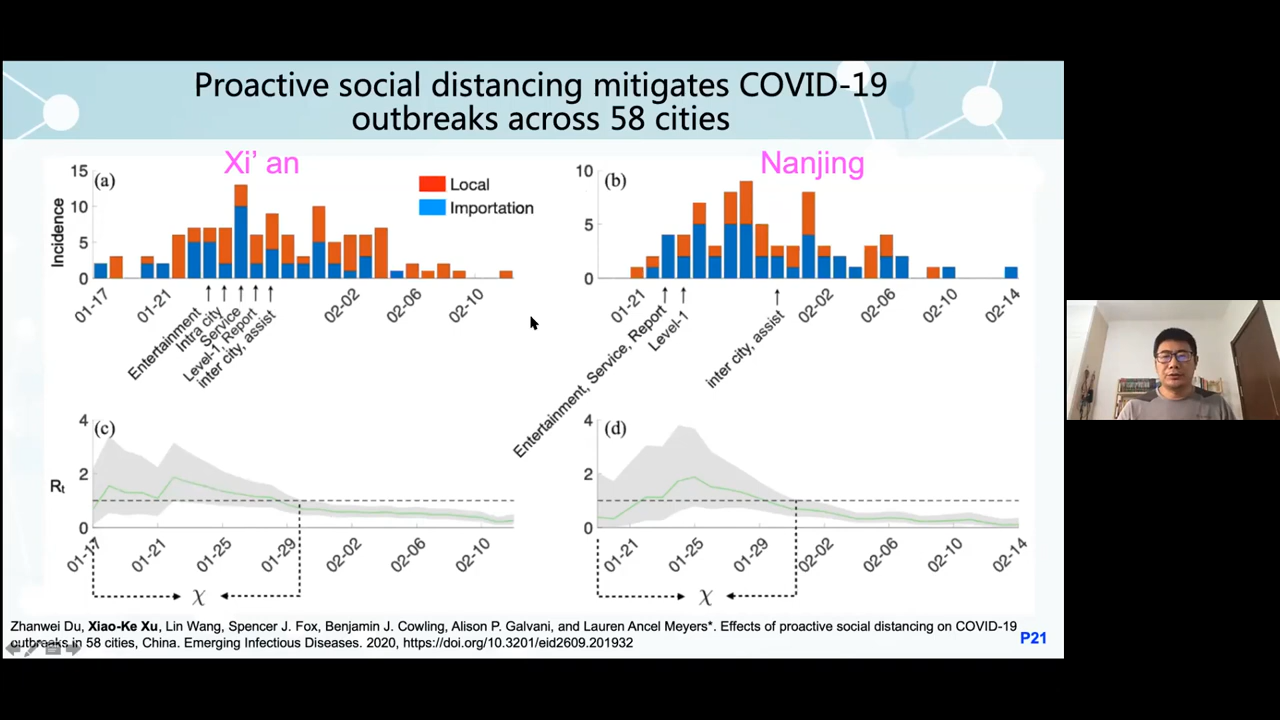 Proactive social distancing mitigates COVID-19
outbreaks across 58 cities
Xi' an
Nanjing
15
10
5
0
Incidence
(a)
Local
Importation
01-17
01-21
02-02
02-06
02-10
Entertainment
Intra city
Service
Level-1, Report
inter city, assist
10
5
0
(b)
01-21
02-02
02-06
02-10
02-14
Entertainment, Service, Report
Level-1
inter city, assist
4
2
0
Rt
(c)
01-17
01-21
01-25
01-29
02-02
02-06
02-10
χ
4
2
0
(d)
01-21
01-25
01-29
02-02
02-06
02-10
02-14
χ
Zhanwei Du, Xiao-Ke Xu, Lin Wang, Spencer J. Fox, Benjamin J. Cowling, Alison P. Galvani, and Lauren Ancel Meyers*. Effects of proactive social distancing on COVID-19
outbreaks in 58 cities, China. Emerging Infectious Diseases. 2020, https://doi.org/10.3201/eid2609.201932
P21